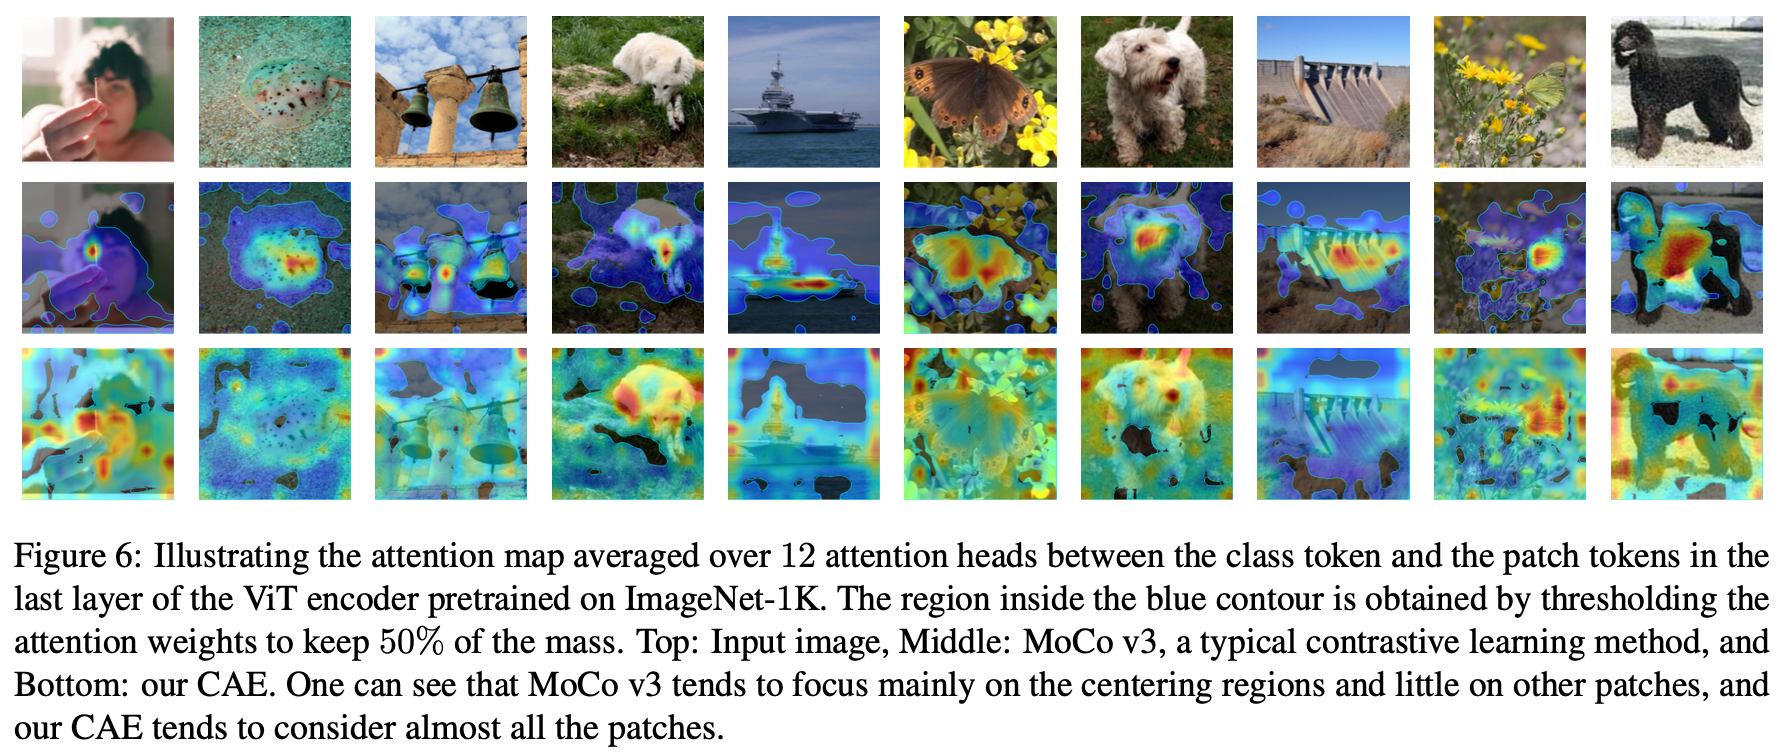 Figure 6: Illustrating the attention map averaged over 12 attention heads between the class token and the patch tokens in the
last layer of the ViT encoder pretrained on ImageNet-1K. The region inside the blue contour is obtained by thresholding the
attention weights to keep 50% of the mass. Top: Input image, Middle: MoCo v3, a typical contrastive learning method, and
Bottom: our CAE. One can see that MoCo v3 tends to focus mainly on the centering regions and little on other patches, and
our CAE tends to consider almost all the patches.